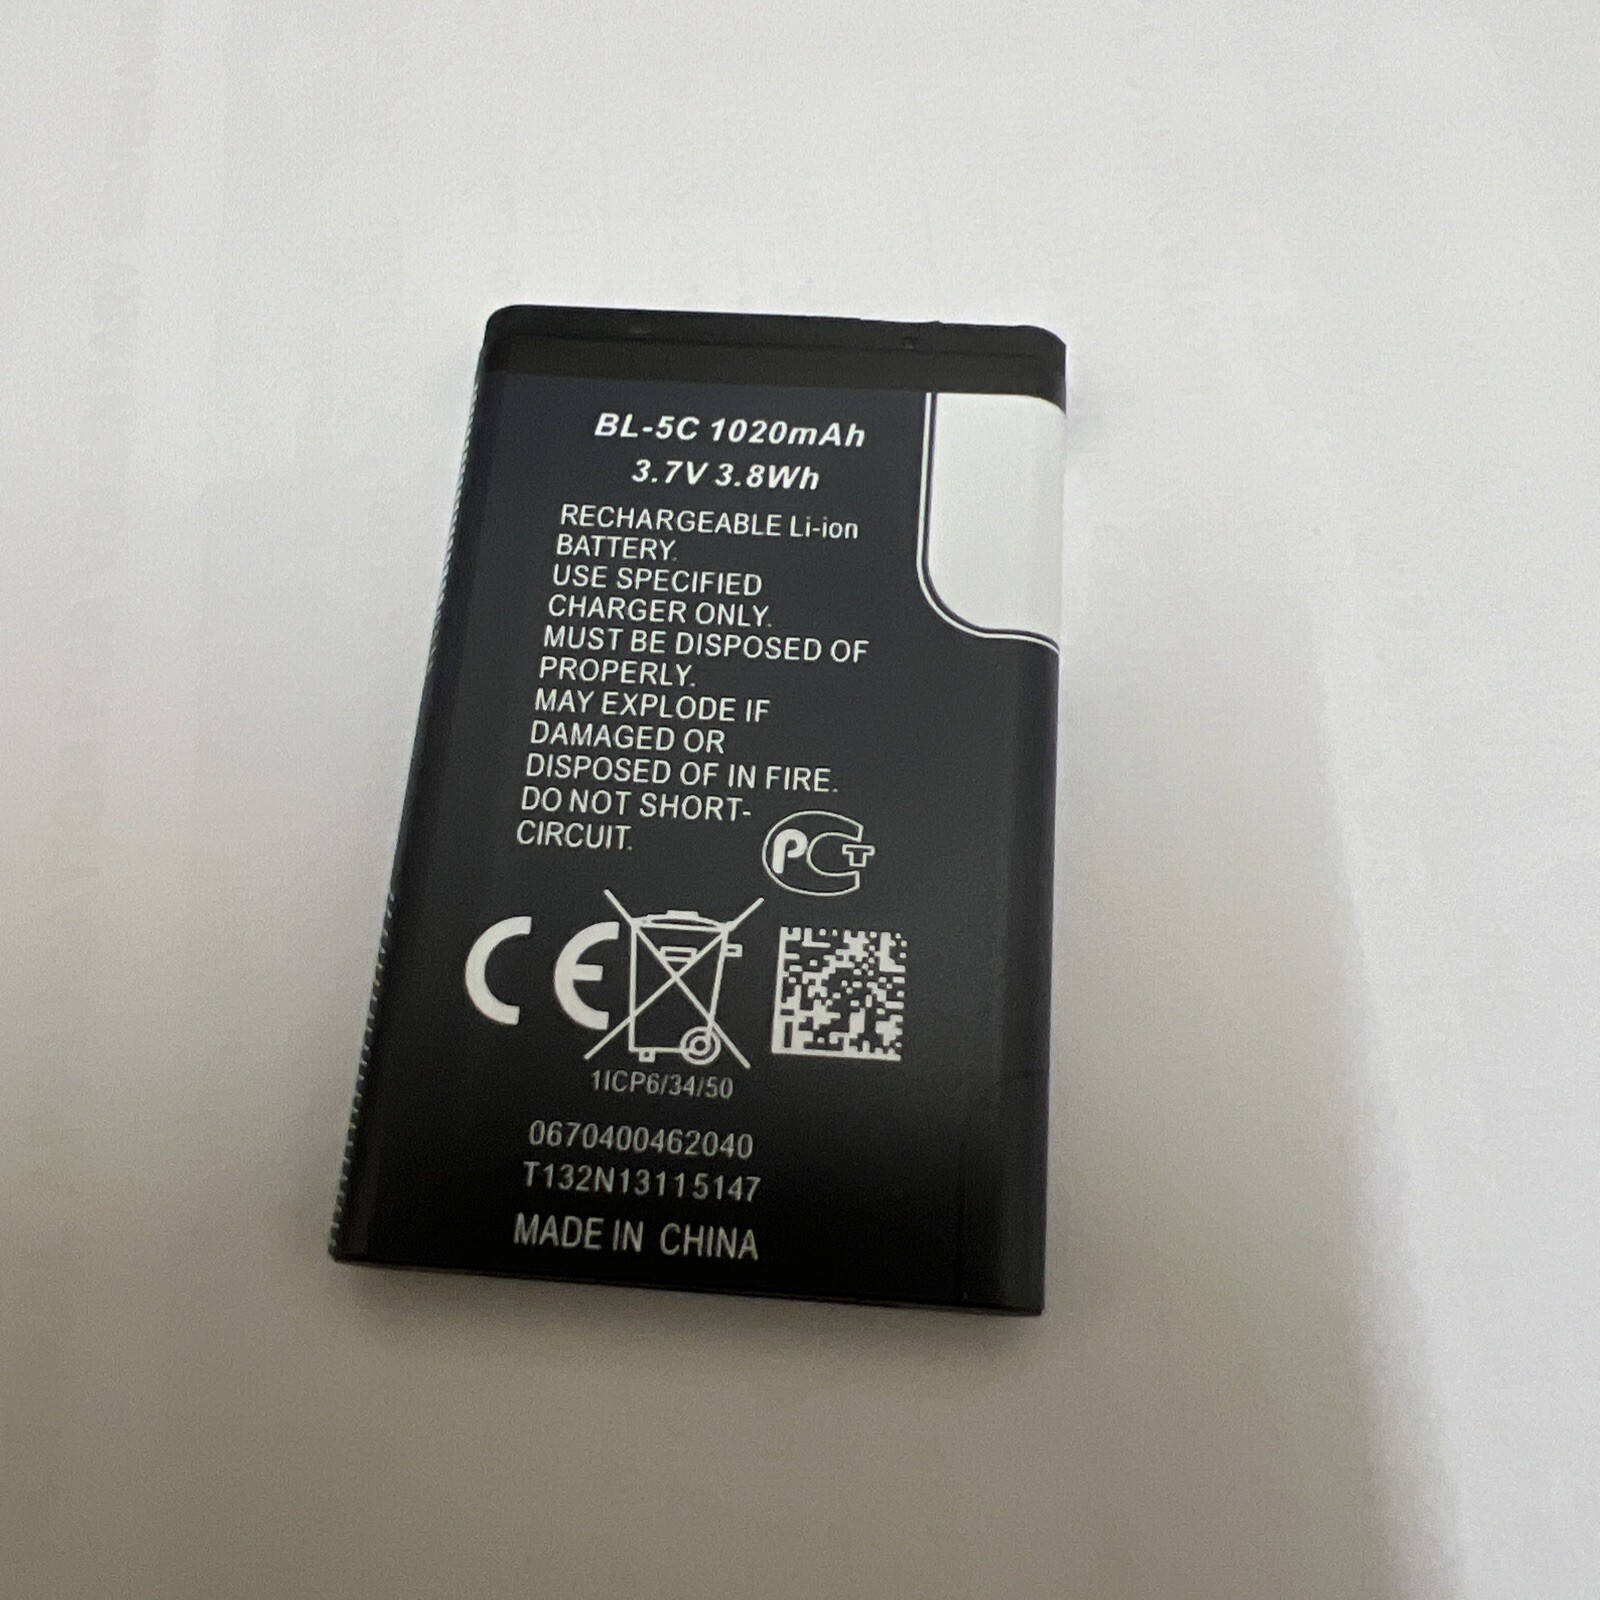 BL-5C 1020mAh
3.7V 3.8Wh
RECHARGEABLE Li-ion
BATTERY.
USE SPECIFIED
CHARGER ONLY.
MUST BE DISPOSED OF
PROPERLY.
MAY EXPLODE IF
DAMAGED OR
DISPOSED OF IN FIRE.
DO NOT SHORT-
CIRCUIT.
PCT
CE
1ICP6/34/50
0670400462040
T132N13115147
MADE IN CHINA